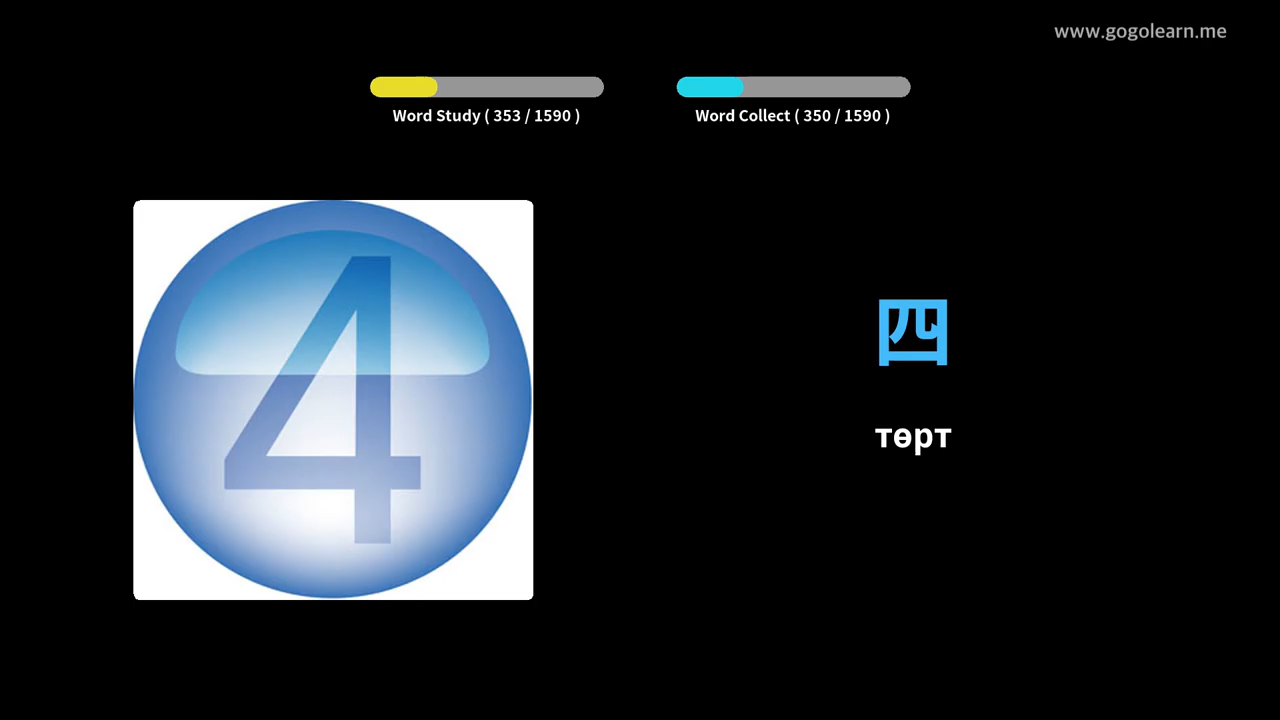 www.gogolearn.me
Word Study ( 353 / 1590 )
Word Collect ( 350 / 1590 )
4
四
төрт